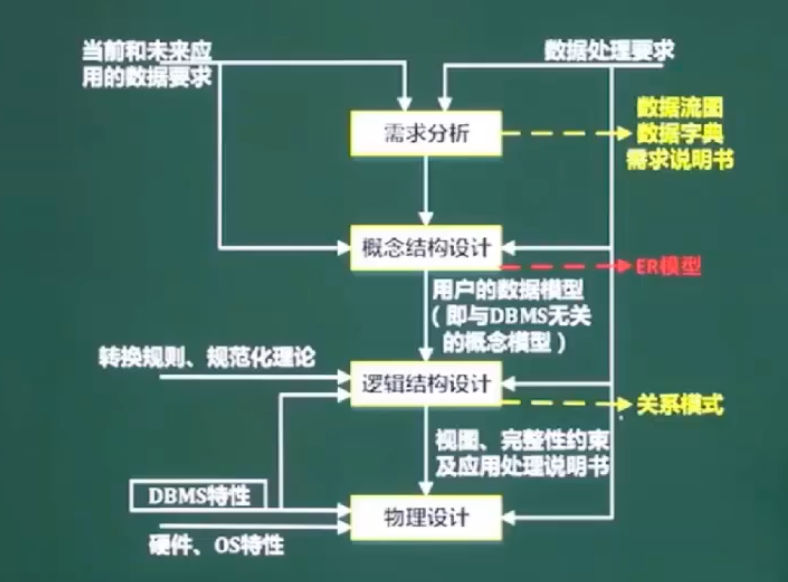 当前和未来应
用的数据要求
数据处理要求
需求分析
数据流图
数据字典
需求说明书
概念结构设计
ER模型
用户的数据模型
（即与DBMS无关
的概念模型）
转换规则、规范化理论
逻辑结构设计
关系模式
视图、完整性约束
及应用处理说明书
DBMS特性
物理设计
硬件、OS特性